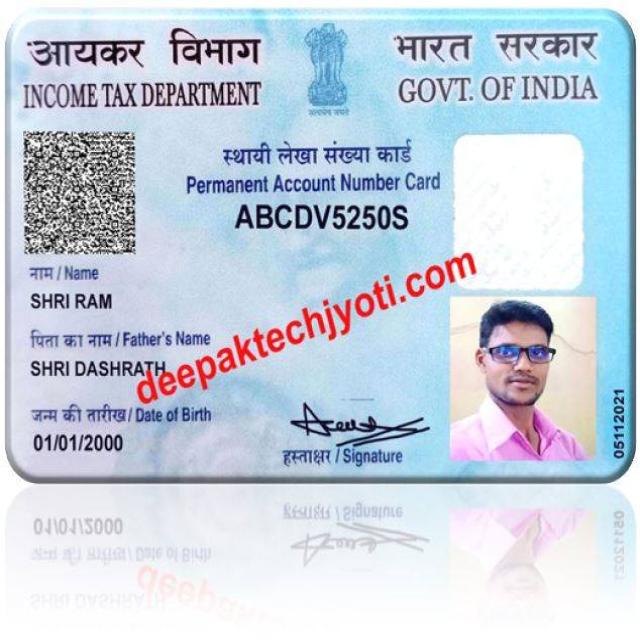 आयकर विभाग
INCOME TAX DEPARTMENT
सत्यमेव जयते
भारत सरकार
GOVT. OF INDIA
स्थायी लेखा संख्या कार्ड
Permanent Account Number Card
ABCDV5250S
नाम / Name
SHRI RAM
पिता का नाम / Father's Name
SHRI DASHRATH
जन्म की तारीख / Date of Birth
01/01/2000
हस्ताक्षर / Signature
05112021
deepaktechjyoti.com